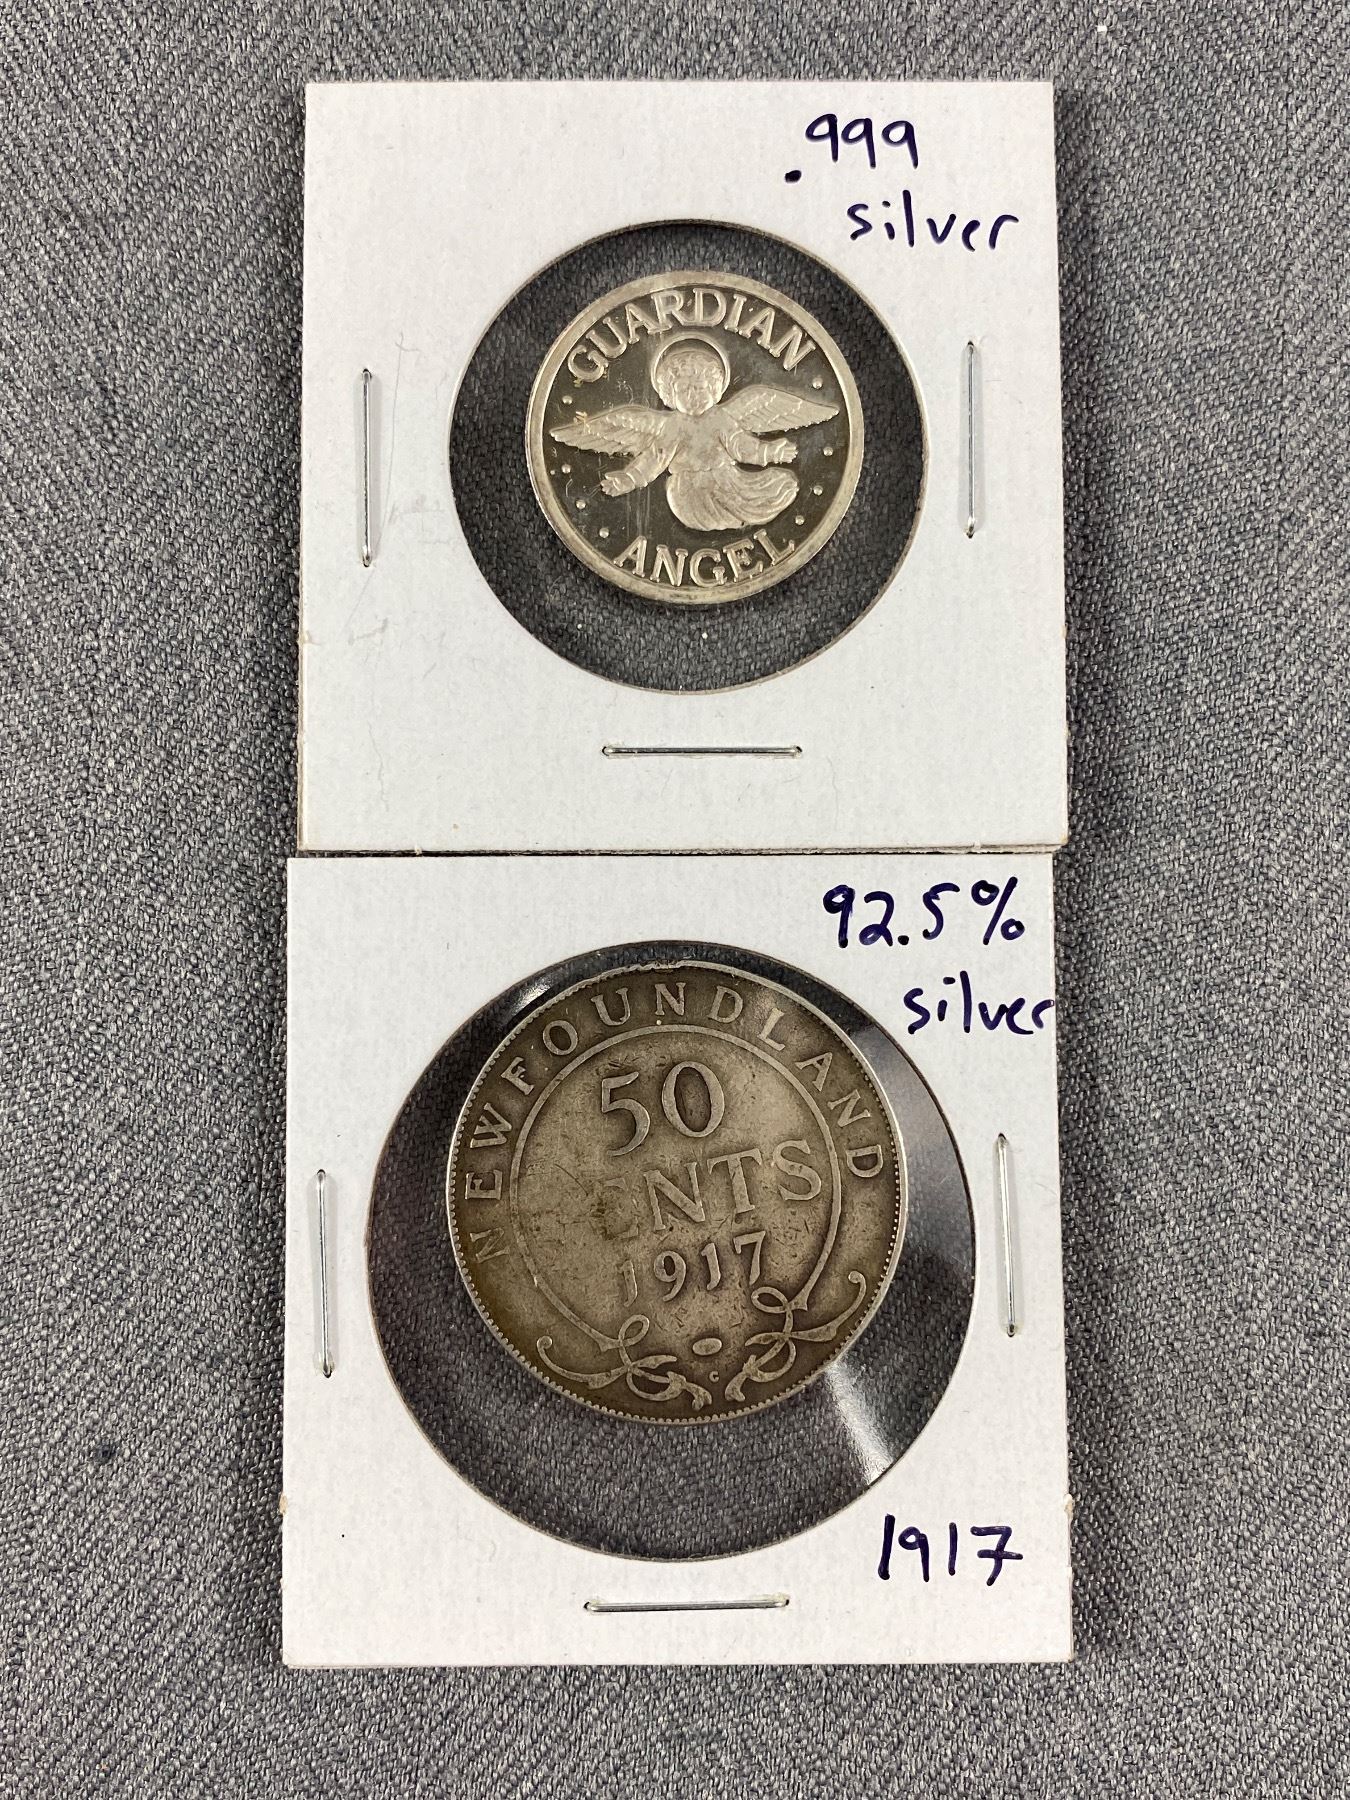 .999
silver
GUARDIAN
ANGEL
92.5%
silver
NEWFOUNDLAND
50
CENTS
1917
C
1917